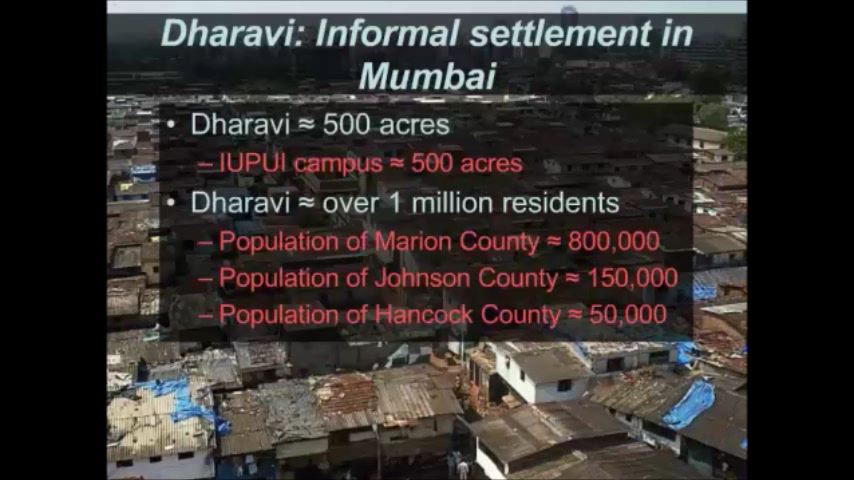 Dharavi: Informal settlement in
Mumbai
• Dharavi ≈ 500 acres
– IUPUI campus ≈ 500 acres
• Dharavi ≈ over 1 million residents
– Population of Marion County ≈ 800,000
– Population of Johnson County ≈ 150,000
– Population of Hancock County ≈ 50,000